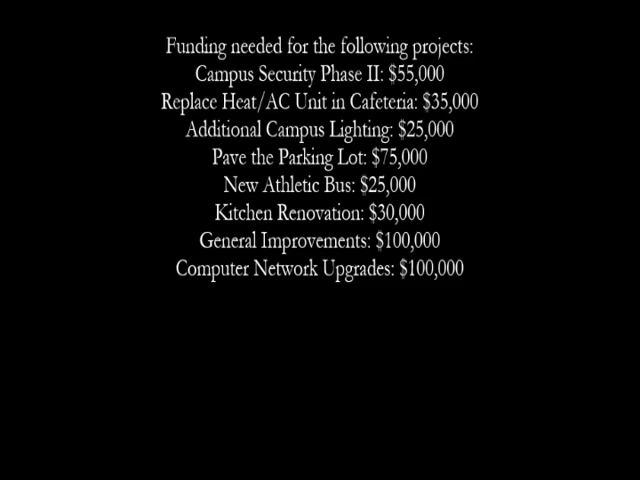 Funding needed for the following projects:
Campus Security Phase II: $55,000
Replace Heat/AC Unit in Cafeteria: $35,000
Additional Campus Lighting: $25,000
Pave the Parking Lot: $75,000
New Athletic Bus: $25,000
Kitchen Renovation: $30,000
General Improvements: $100,000
Computer Network Upgrades: $100,000